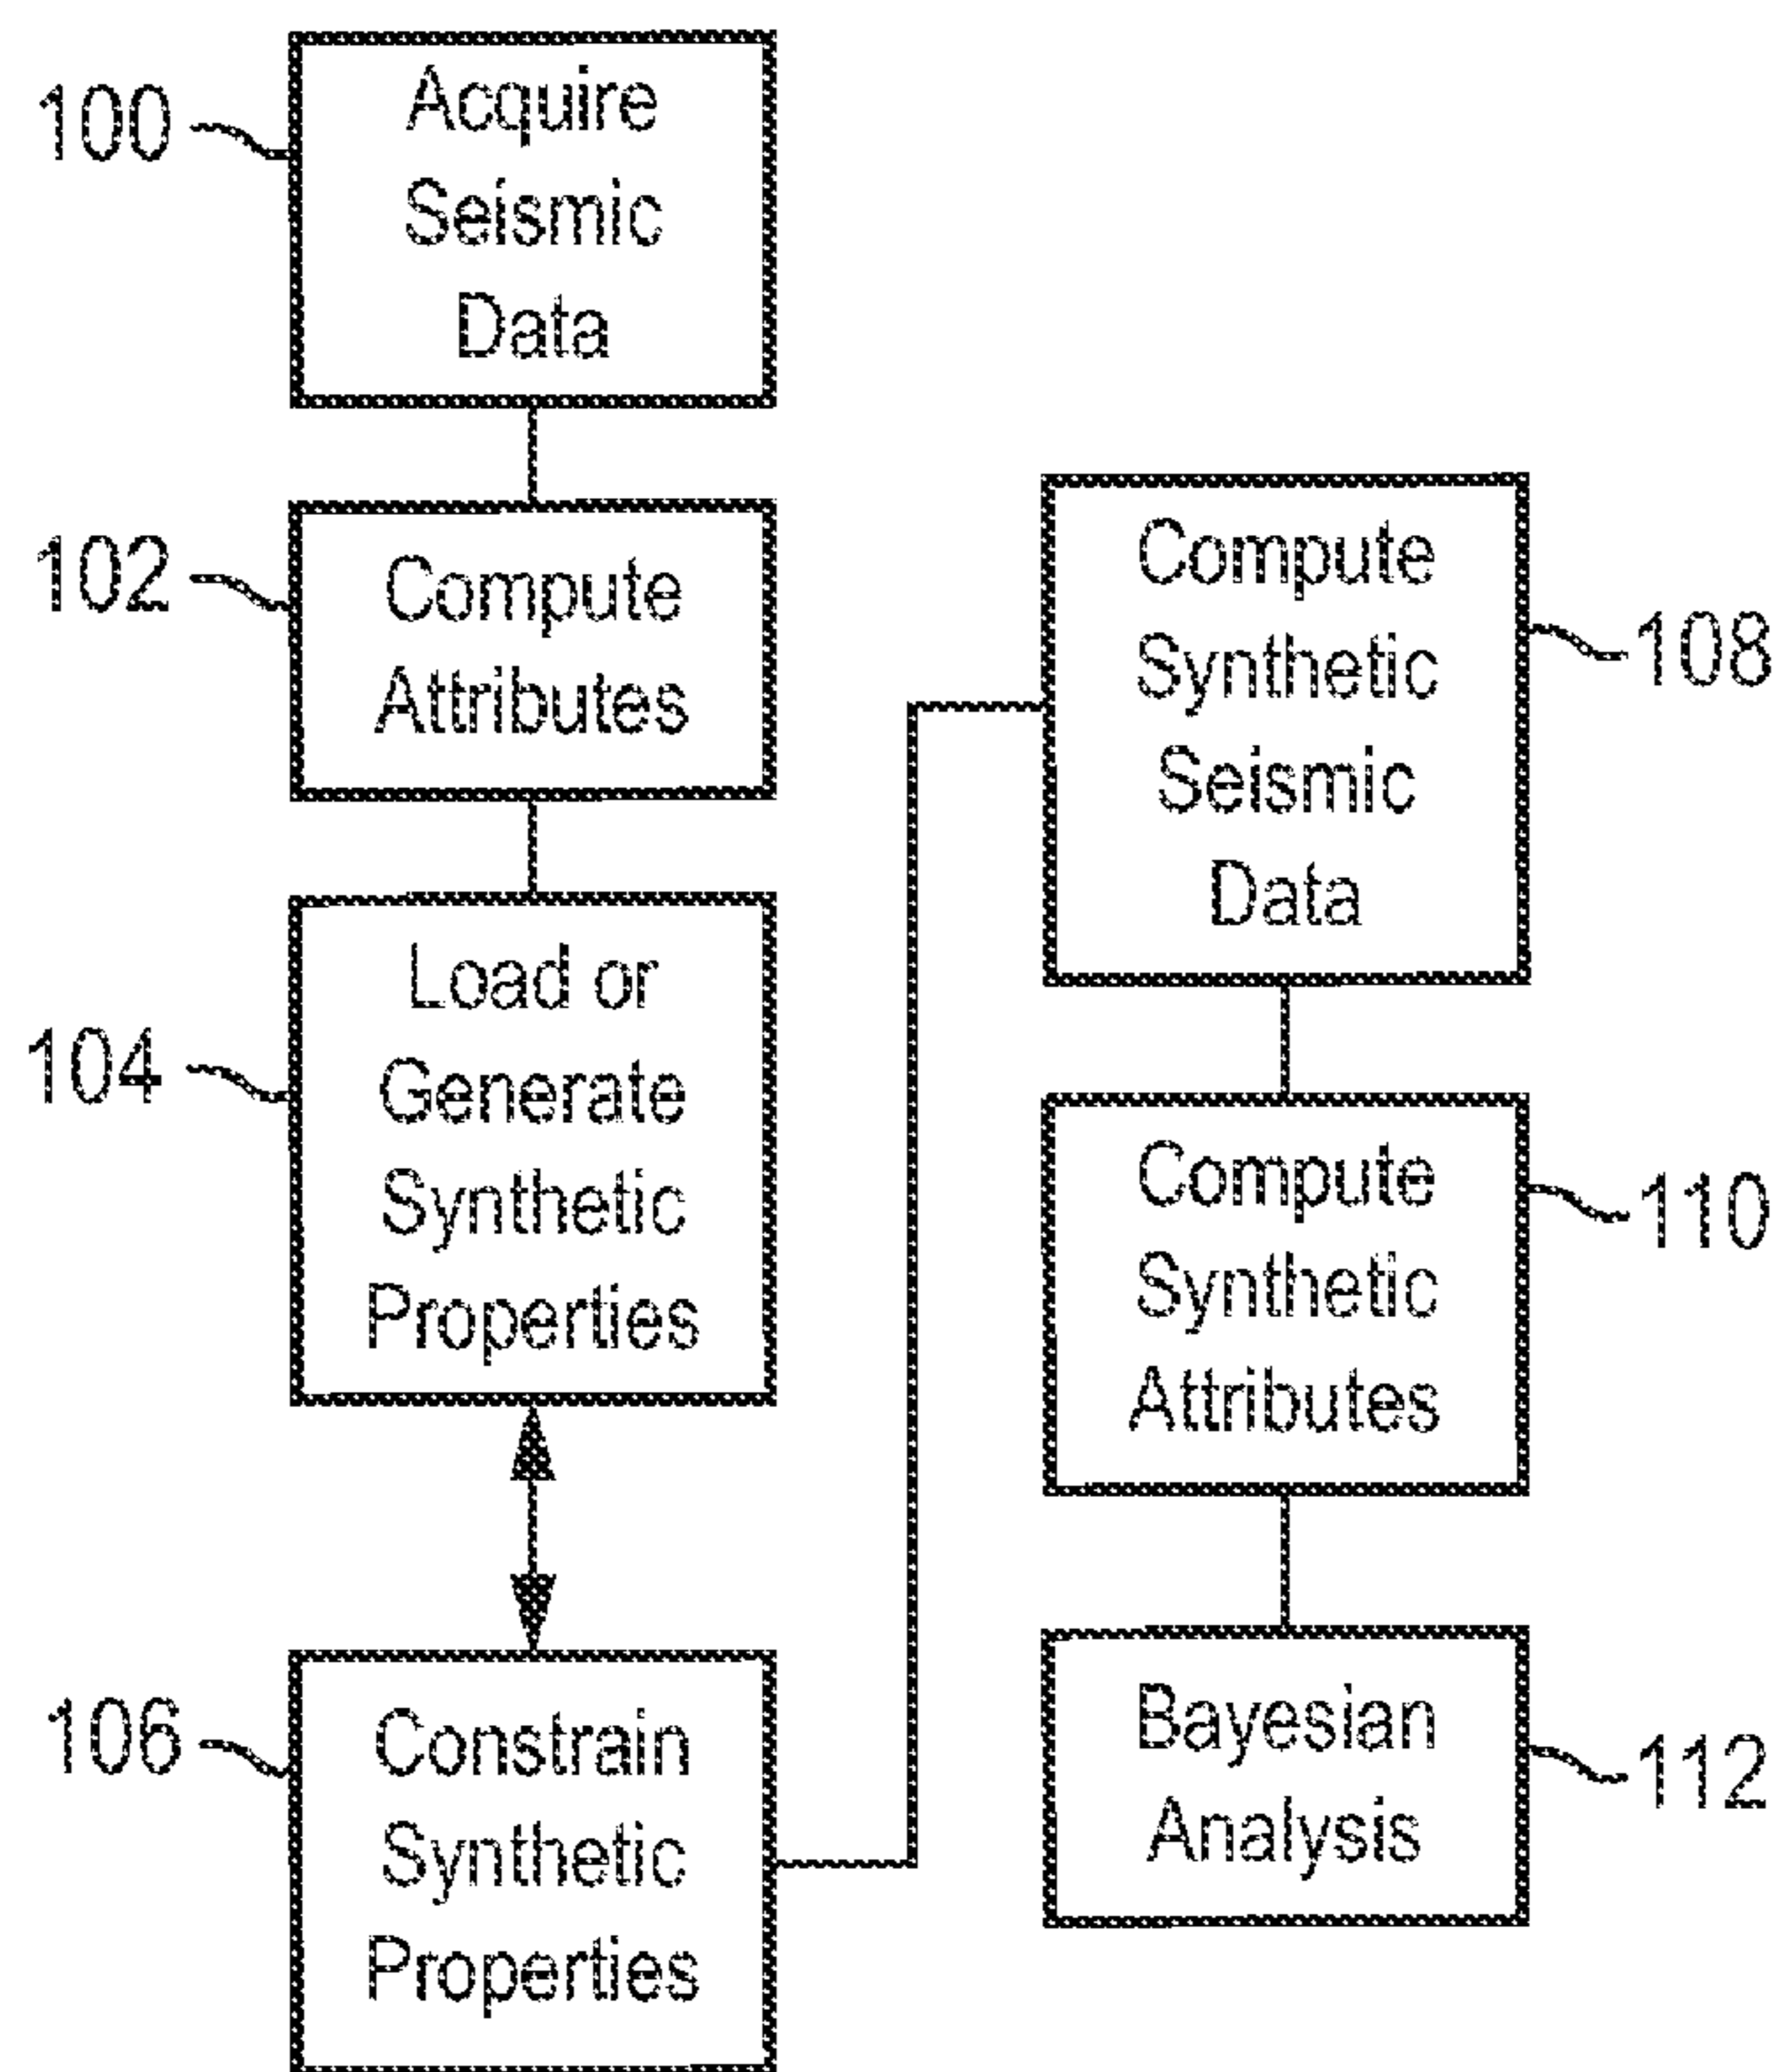 100
Acquire
Seismic
Data
102
Compute
Attributes
104
Load or
Generate
Synthetic
Properties
106
Constrain
Synthetic
Properties
Compute
Synthetic
Seismic
Data
108
Compute
Synthetic
Attributes
110
Bayesian
Analysis
112